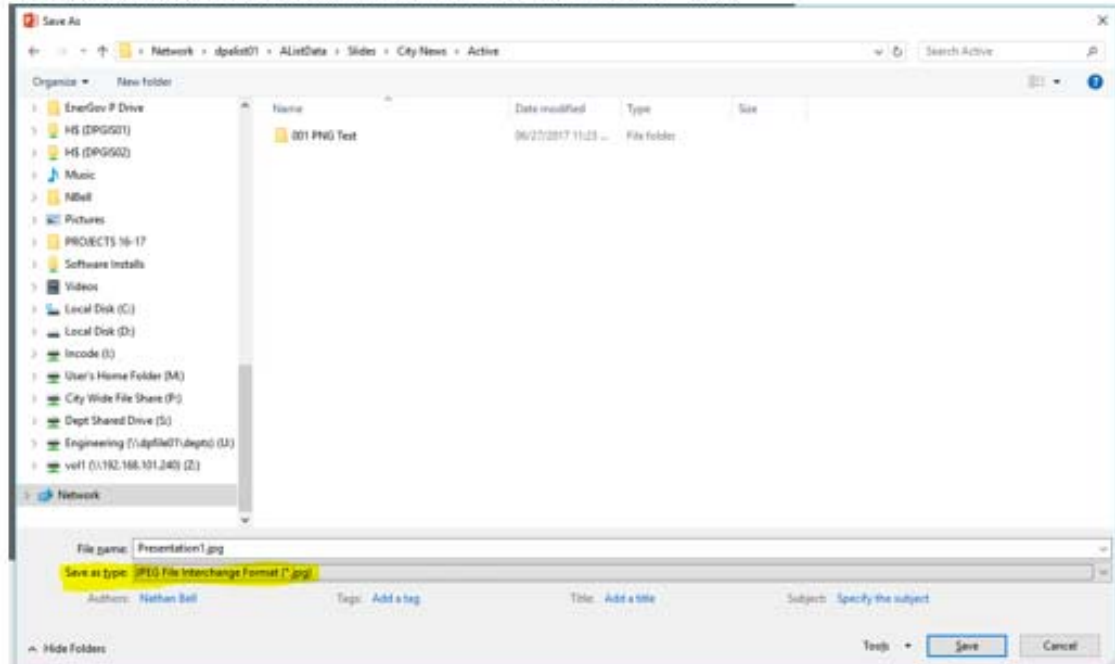 Save As
Network › dpalist01 › AListData › Slides › City News › Active
Search Active
Organize
New folder
EnerGov P Drive
HS (DPGIS01)
HS (DPGIS02)
Music
NBell
Pictures
PROJECTS 16-17
Software Installs
Videos
Local Disk (C:)
Local Disk (D:)
Incode (I:)
User's Home Folder (M:)
City Wide File Share (P:)
Dept Shared Drive (S:)
Engineering (\\dpfile01\depts) (U:)
vol1 (\\192.168.101.240) (Z:)
Network
Name Date modified Type Size
001 PNG Test 06/27/2017 11:23 ... File folder
File name: Presentation1.jpg
Save as type: JPEG File Interchange Format (*.jpg)
Authors: Nathan Bell Tags: Add a tag Title: Add a title Subject: Specify the subject
Hide Folders Tools Save Cancel